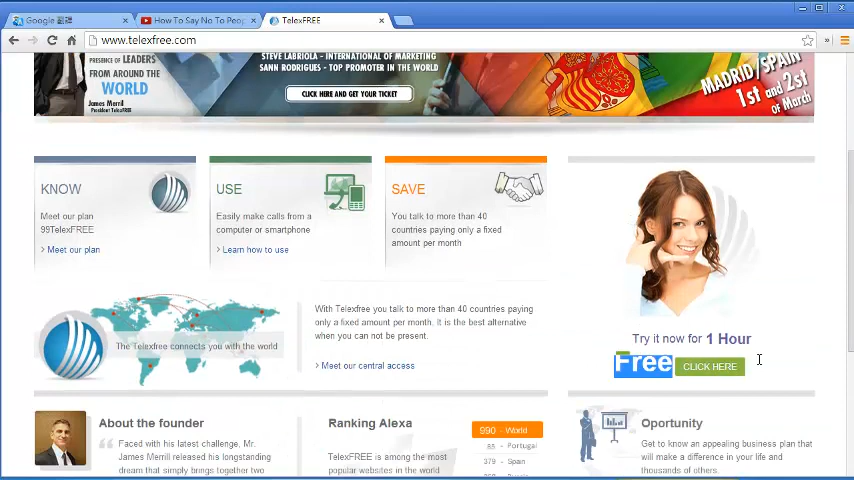 Google 翻譯
How To Say No To Peop
TelexFREE
www.telexfree.com
PRESENCE OF LEADERS
FROM AROUND THE
WORLD
James Merril
President TelexFREE
STEVE LABRIOLA - INTERNATIONAL OF MARKETING
SANN RODRIGUES - TOP PROMOTER IN THE WORLD
CLICK HERE AND GET YOUR TICKET
MADRID/SPAIN
1st and 2st
Of March
KNOW
Meet our plan
99TelexFREE
> Meet our plan
USE
Easily make calls from a
computer or smartphone
> Learn how to use
SAVE
You talk to more than 40
countries paying only a fixed
amount per month
Try it now for 1 Hour
Free CLICK HERE
The Telexfree connects you with the world
With Telexfree you talk to more than 40 countries paying
only a fixed amount per month. It is the best alternative
when you can not be present.
> Meet our central access
About the founder
Faced with his latest challenge, Mr.
James Merrill released his longstanding
dream that simply brings together two
Ranking Alexa
TelexFREE is among the most
popular websites in the world
990 - World
85 - Portugal
379 - Spain
Oportunity
Get to know an appealing business plan that
will make a difference in your life and
thousands of others.